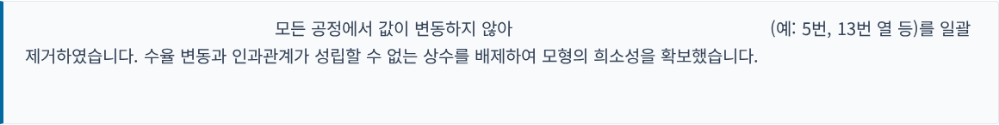 모든 공정에서 값이 변동하지 않아 (예: 5번, 13번 열 등)를 일괄
제거하였습니다. 수율 변동과 인과관계가 성립할 수 없는 상수를 배제하여 모형의 희소성을 확보했습니다.